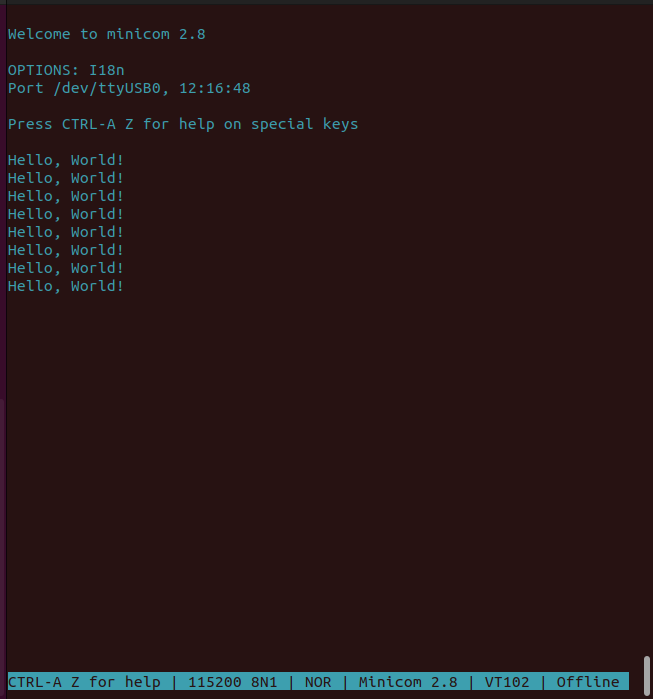 Welcome to minicom 2.8
OPTIONS: I18n
Port /dev/ttyUSB0, 12:16:48
Press CTRL-A Z for help on special keys
Hello, World!
Hello, World!
Hello, World!
Hello, World!
Hello, World!
Hello, World!
Hello, World!
Hello, World!
CTRL-A Z for help | 115200 8N1 | NOR | Minicom 2.8 | VT102 | Offline